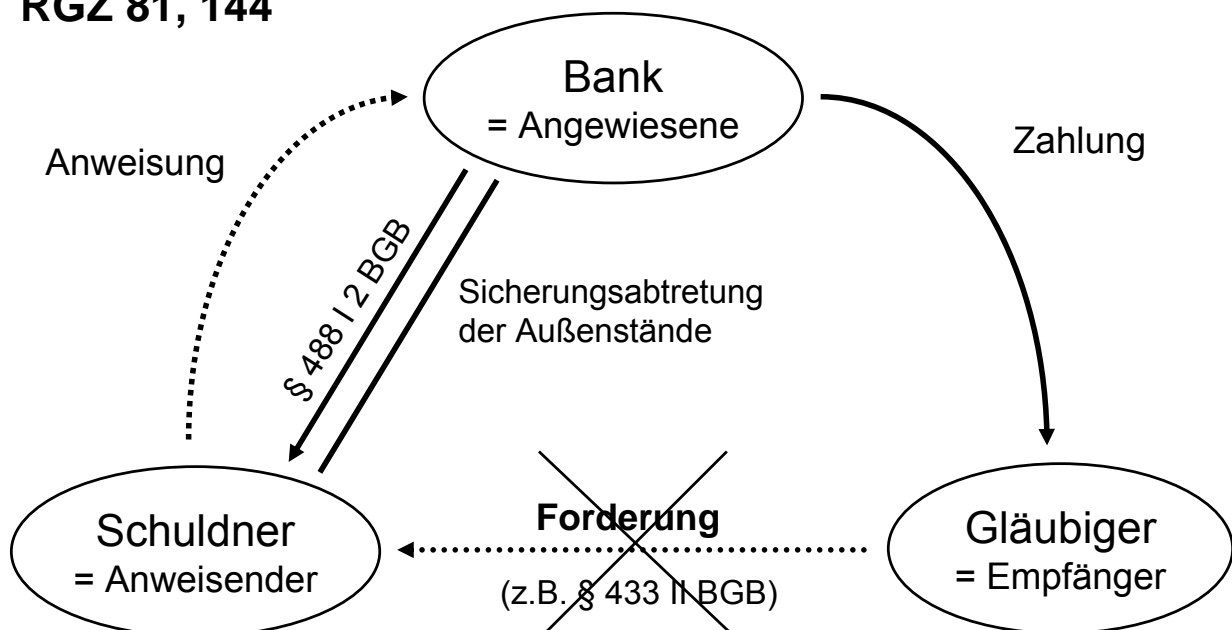 RGZ 81, 144
Bank
= Angewiesene
Anweisung
Zahlung
§ 488 I 2 BGB
Sicherungsabtretung
der Außenstände
Schuldner
= Anweisender
Forderung
(z.B. § 433 II BGB)
Gläubiger
= Empfänger